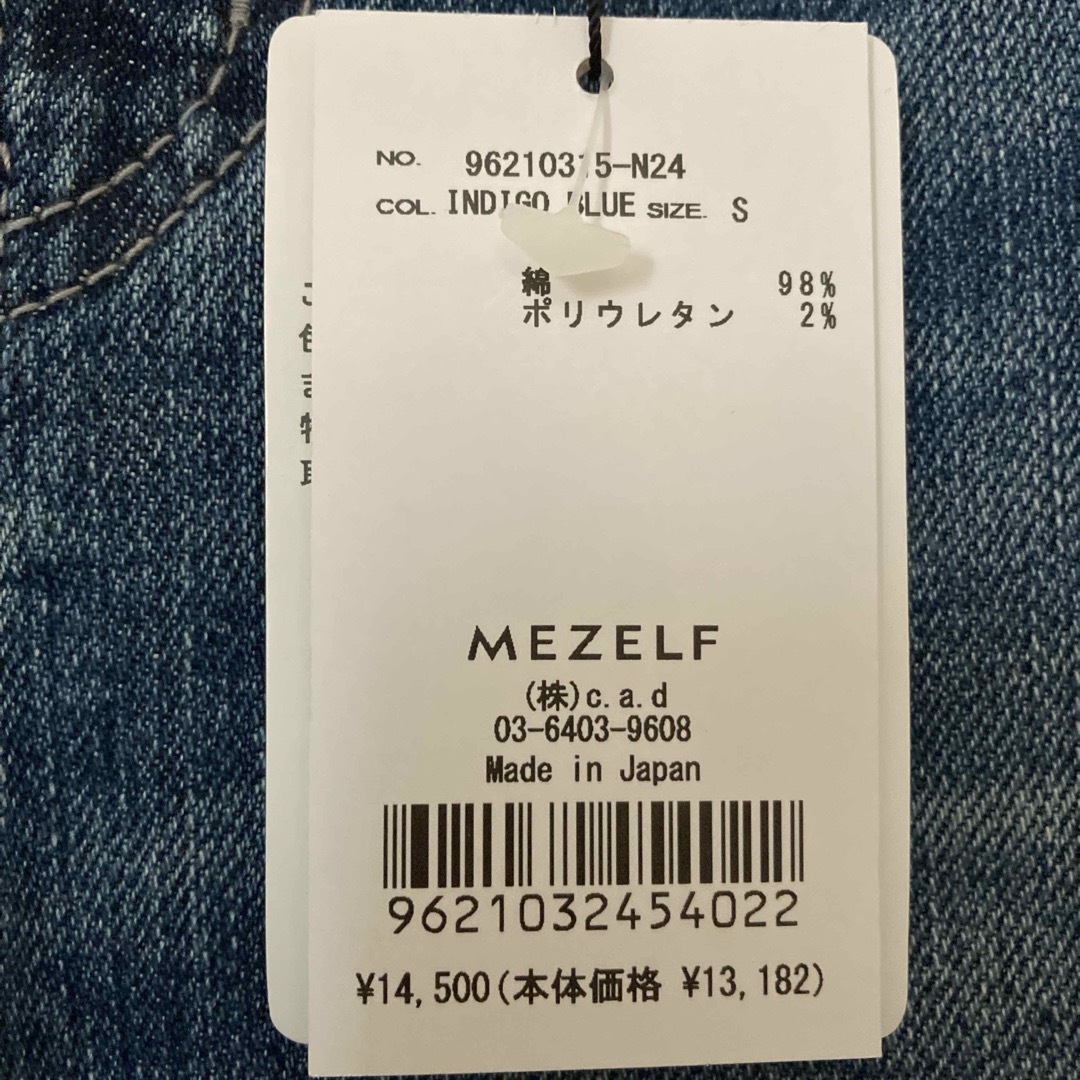 NO. 96210315-N24
COL. INDIGO BLUE SIZE. S
綿 98%
ポリウレタン 2%
MEZELF
(株)c.a.d
03-6403-9608
Made in Japan
9621032454022
¥14,500(本体価格 ¥13,182)